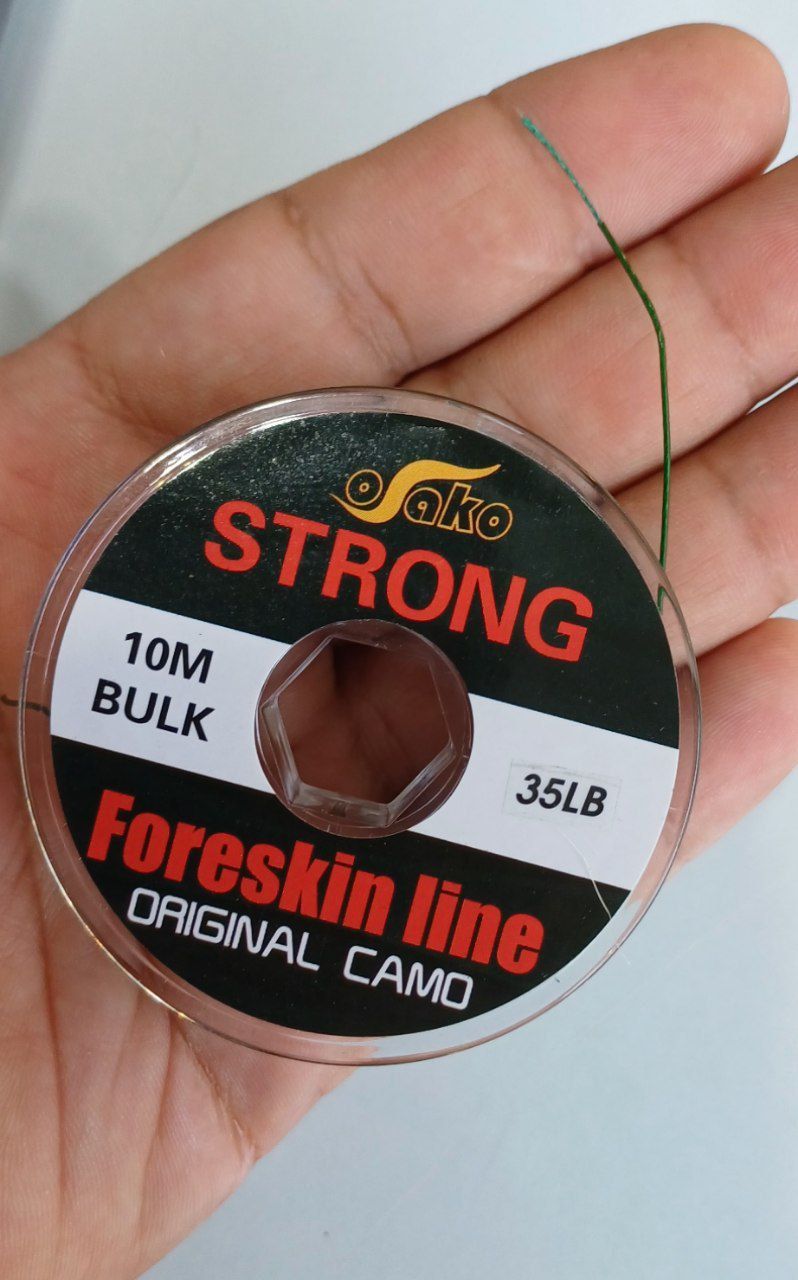 Osako
STRONG
10M
BULK
35LB
Foreskin line
ORIGINAL CAMO